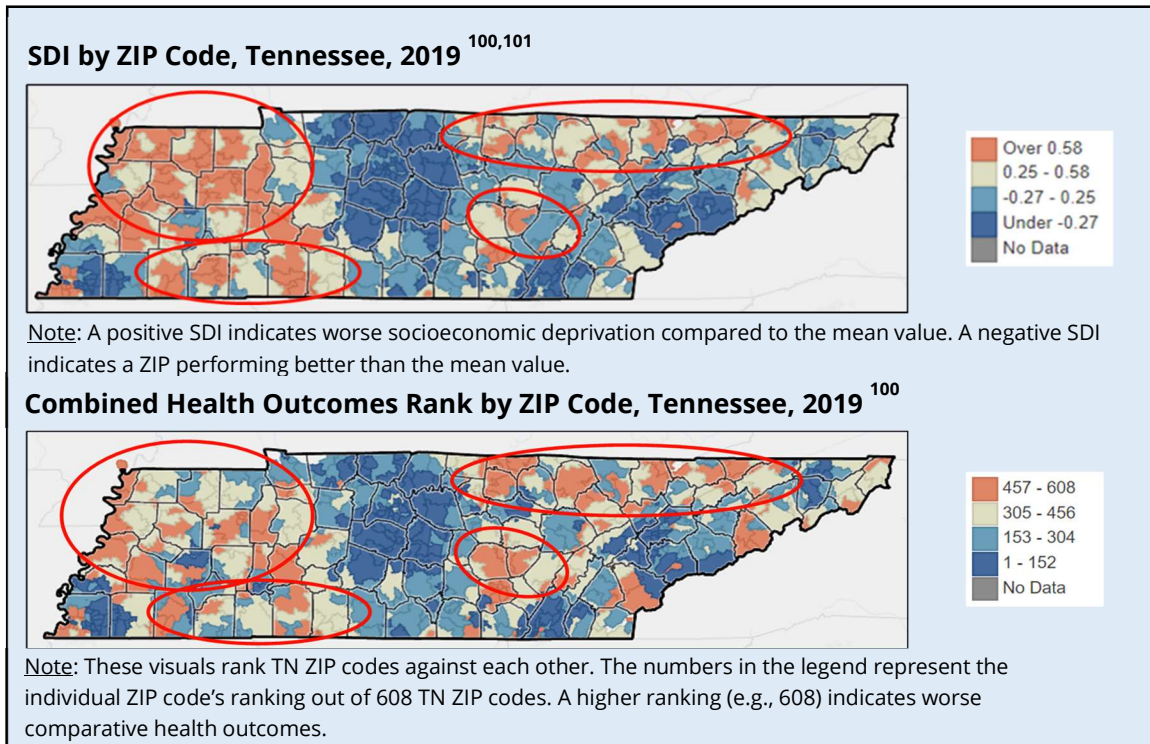 SDI by ZIP Code, Tennessee, 2019 100,101
Over 0.58
0.25 - 0.58
-0.27 - 0.25
Under -0.27
No Data
Note: A positive SDI indicates worse socioeconomic deprivation compared to the mean value. A negative SDI
indicates a ZIP performing better than the mean value.
Combined Health Outcomes Rank by ZIP Code, Tennessee, 2019 100
457 - 608
305 - 456
153 - 304
1 - 152
No Data
Note: These visuals rank TN ZIP codes against each other. The numbers in the legend represent the
individual ZIP code’s ranking out of 608 TN ZIP codes. A higher ranking (e.g., 608) indicates worse
comparative health outcomes.